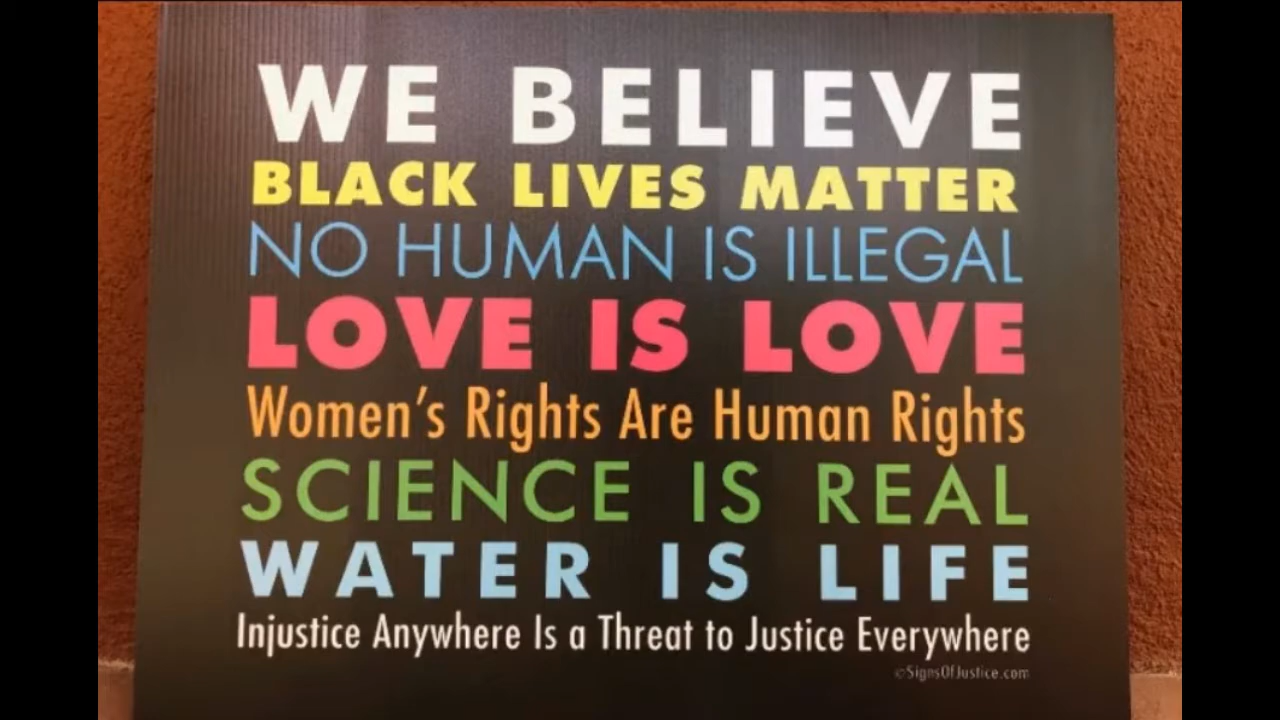 WE BELIEVE
BLACK LIVES MATTER
NO HUMAN IS ILLEGAL
LOVE IS LOVE
Women's Rights Are Human Rights
SCIENCE IS REAL
WATER IS LIFE
Injustice Anywhere Is a Threat to Justice Everywhere
©SignsOfJustice.com